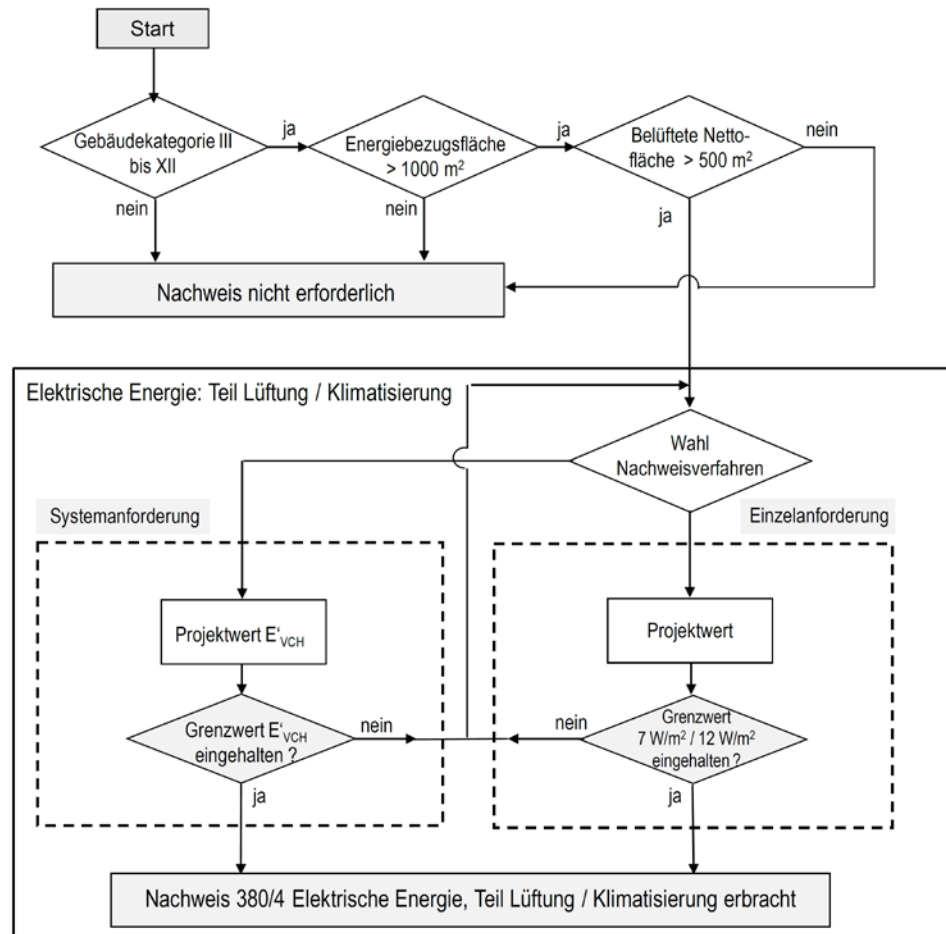 Start
Gebäudekategorie III
bis XII
ja
Energiebezugsfläche
> 1000 m²
ja
Belüftete Netto-
fläche > 500 m²
nein
nein
nein
ja
Nachweis nicht erforderlich
Elektrische Energie: Teil Lüftung / Klimatisierung
Wahl
Nachweisverfahren
Systemanforderung
Einzelanforderung
Projektwert E'VCH
Projektwert
Grenzwert E'VCH
eingehalten ?
nein
nein
Grenzwert
7 W/m² / 12 W/m²
eingehalten ?
ja
ja
Nachweis 380/4 Elektrische Energie, Teil Lüftung / Klimatisierung erbracht